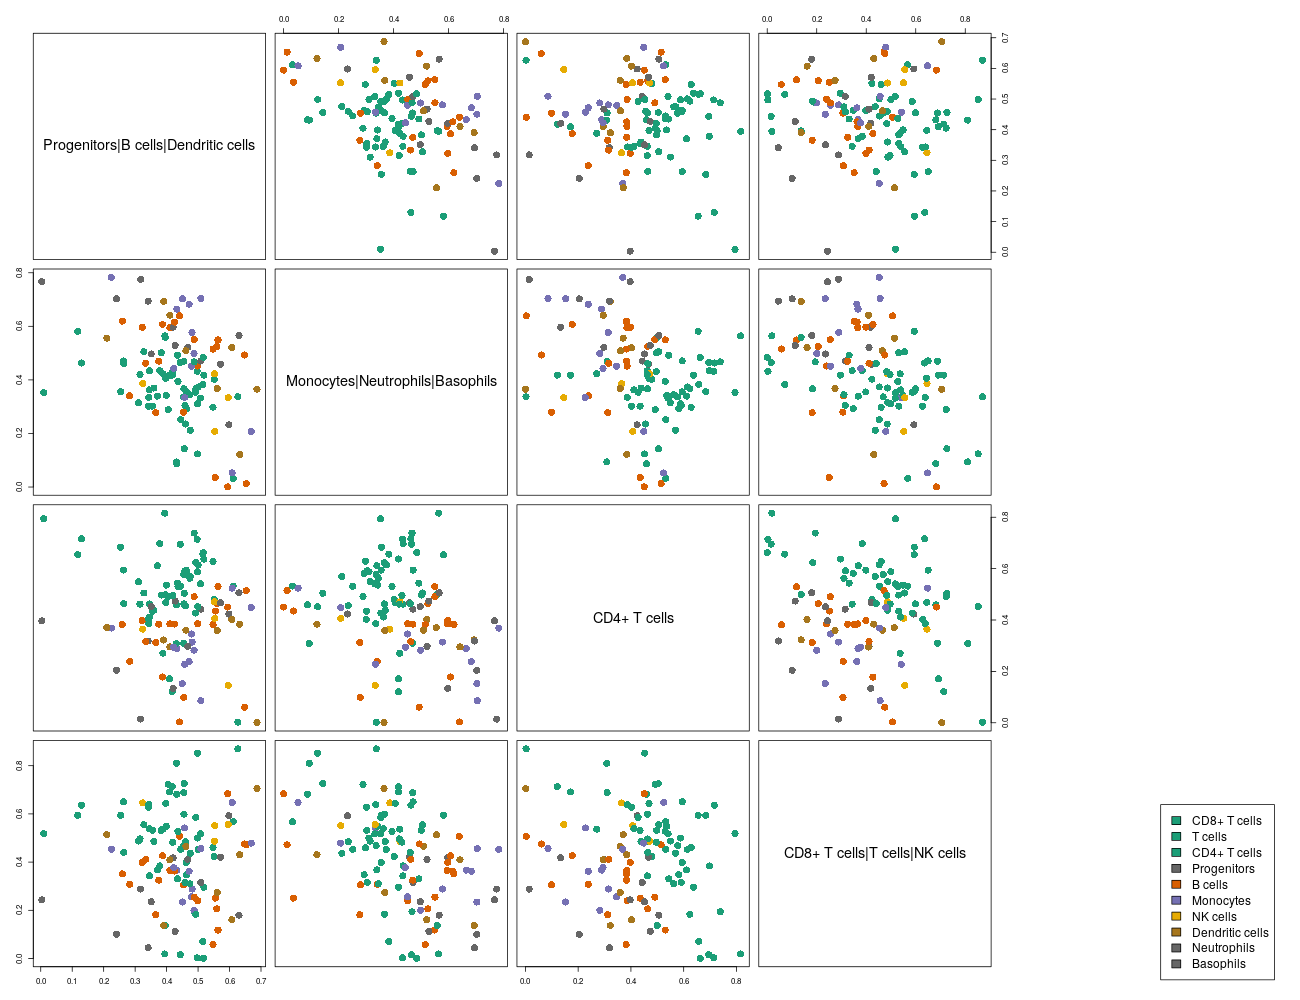 0.0 0.2 0.4 0.6 0.8
0.0 0.2 0.4 0.6 0.8
Progenitors|B cells|Dendritic cells
0.0 0.1 0.2 0.3 0.4 0.5 0.6 0.7
0.0 0.2 0.4 0.6 0.8
Monocytes|Neutrophils|Basophils
CD4+ T cells
0.0 0.2 0.4 0.6 0.8
0.0 0.2 0.4 0.6 0.8
CD8+ T cells|T cells|NK cells
0.0 0.1 0.2 0.3 0.4 0.5 0.6 0.7
0.0 0.2 0.4 0.6 0.8
CD8+ T cells
T cells
CD4+ T cells
Progenitors
B cells
Monocytes
NK cells
Dendritic cells
Neutrophils
Basophils